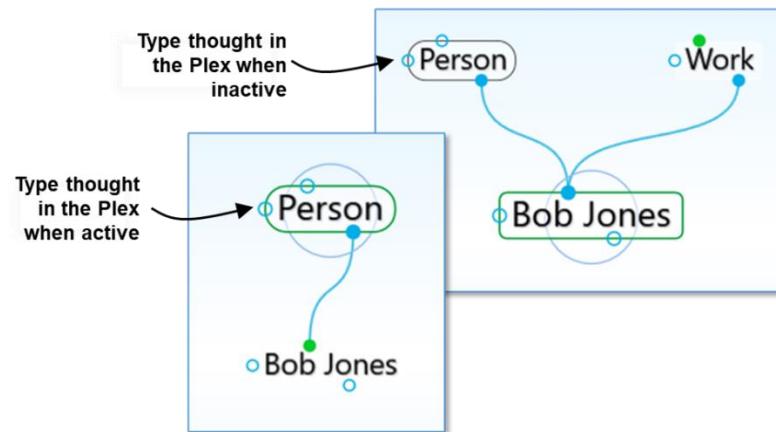 Type thought in
the Plex when
inactive
Person
Work
Bob Jones
Type thought
in the Plex
when active
Person
Bob Jones